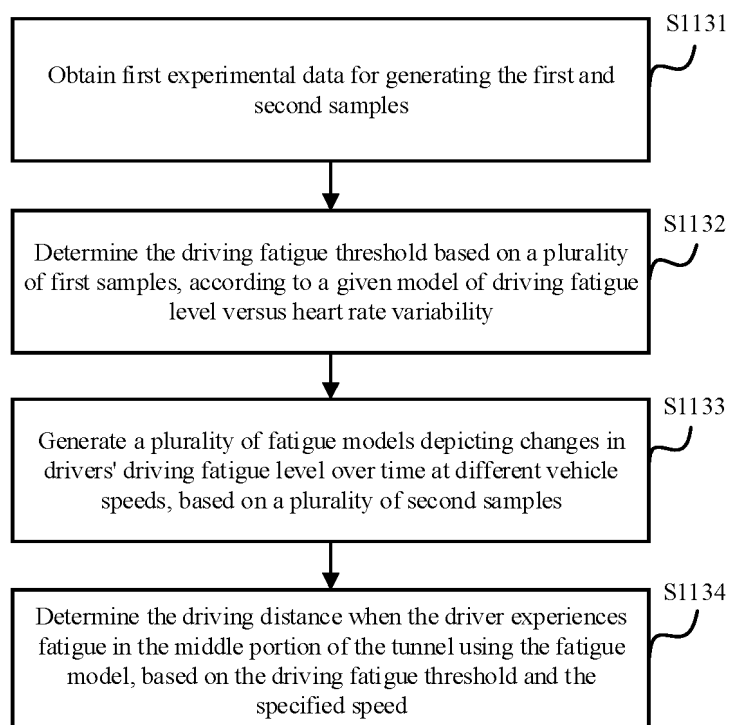 S1131
Obtain first experimental data for generating the first and
second samples
S1132
Determine the driving fatigue threshold based on a plurality
of first samples, according to a given model of driving fatigue
level versus heart rate variability
S1133
Generate a plurality of fatigue models depicting changes in
drivers' driving fatigue level over time at different vehicle
speeds, based on a plurality of second samples
S1134
Determine the driving distance when the driver experiences
fatigue in the middle portion of the tunnel using the fatigue
model, based on the driving fatigue threshold and the
specified speed